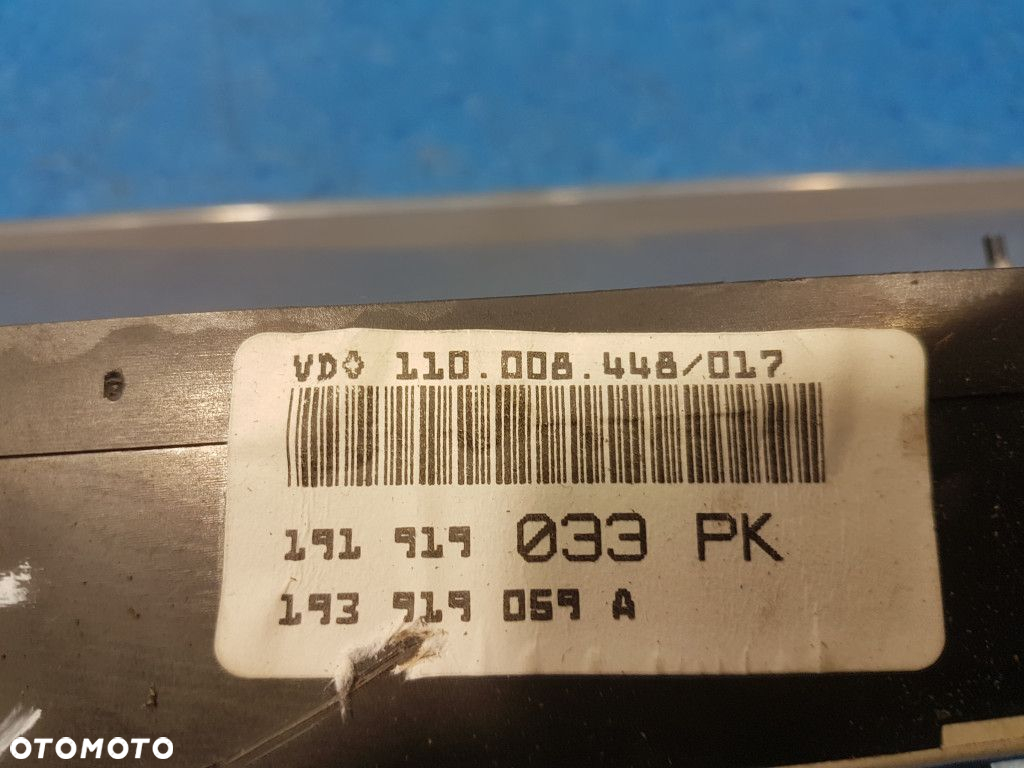 VDO 110.008.448/017
191 919 033 PK
193 919 059 A
OTOMOTO